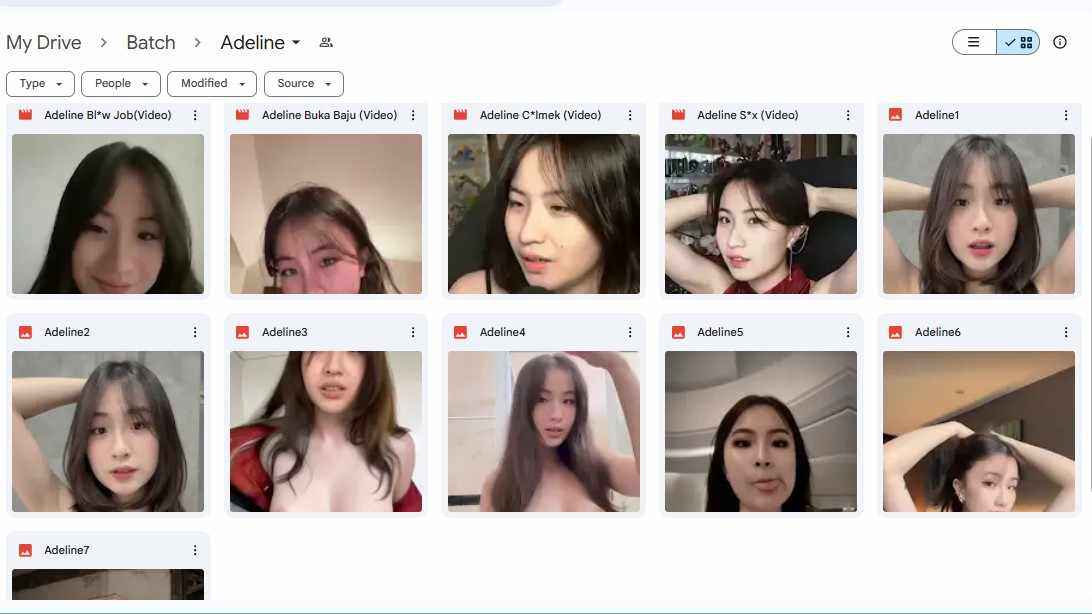 My Drive > Batch > Adeline
Type People Modified Source
Adeline Bl*w Job(Video) Adeline Buka Baju (Video) Adeline C*lmek (Video) Adeline S*x (Video) Adeline1
Adeline2 Adeline3 Adeline4 Adeline5 Adeline6
Adeline7